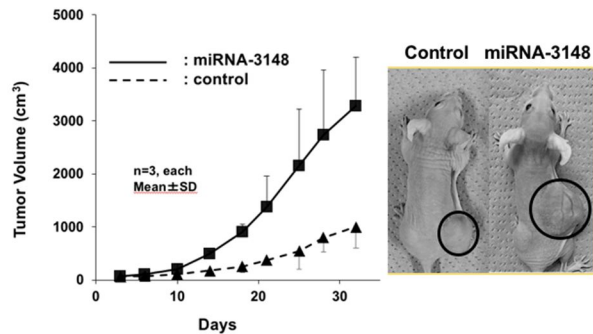 Tumor Volume (cm3)
5000
4000
3000
2000
1000
0
0
10
20
30
Days
: miRNA-3148
: control
n=3, each
Mean±SD
Control miRNA-3148